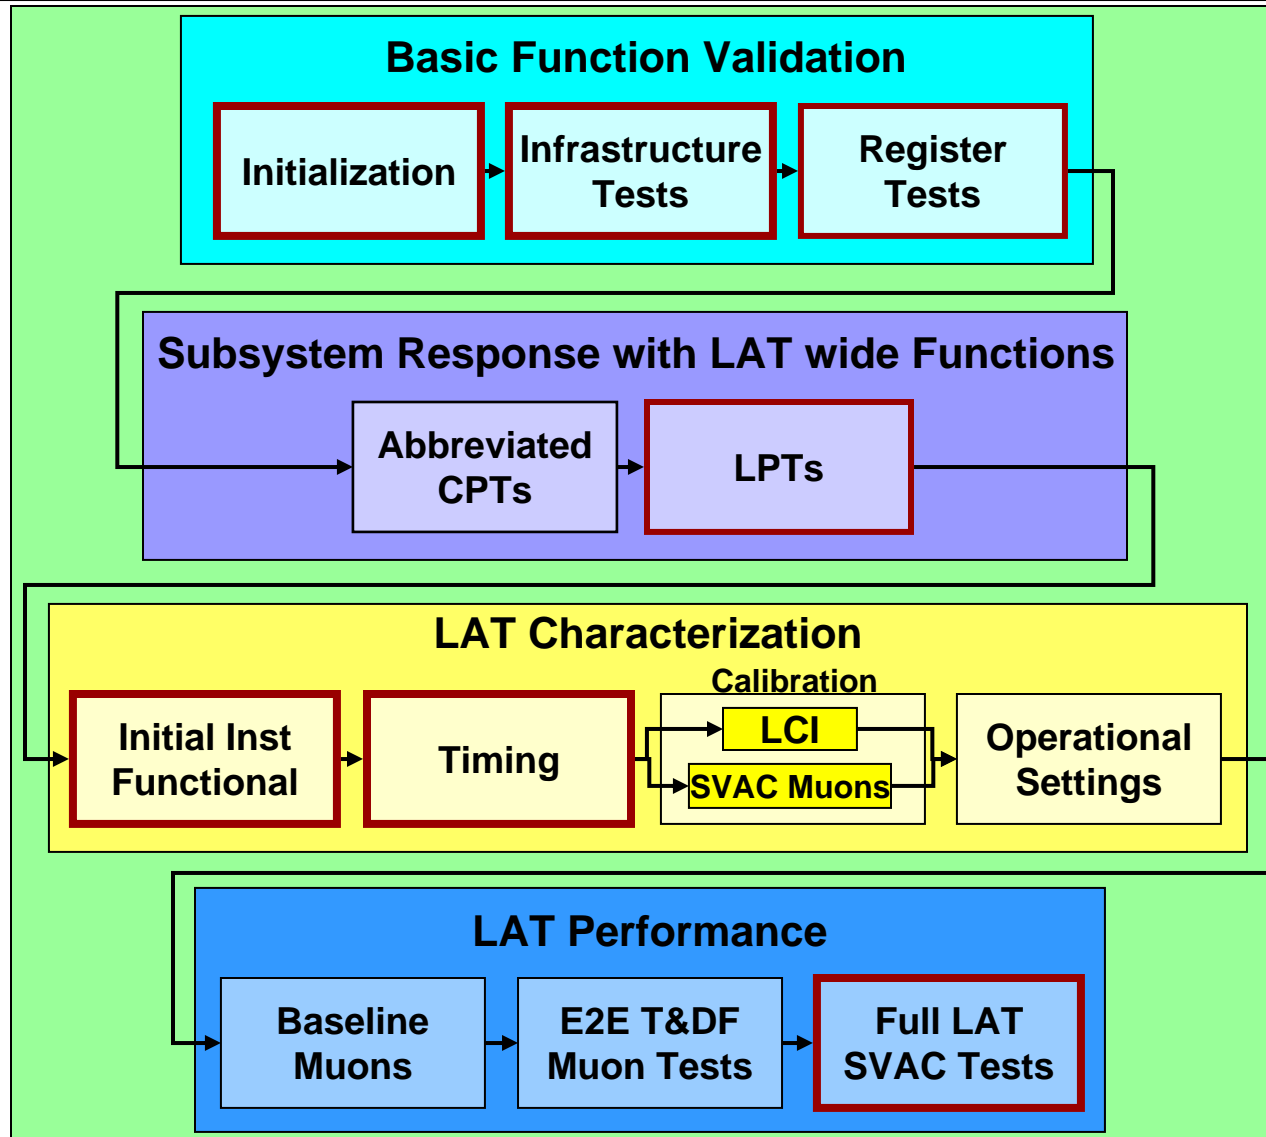 Basic Function Validation
Initialization
Infrastructure
Tests
Register
Tests
Subsystem Response with LAT wide Functions
Abbreviated
CPTs
LPTs
LAT Characterization
Initial Inst
Functional
Timing
Calibration
LCI
SVAC Muons
Operational
Settings
LAT Performance
Baseline
Muons
E2E T&DF
Muon Tests
Full LAT
SVAC Tests